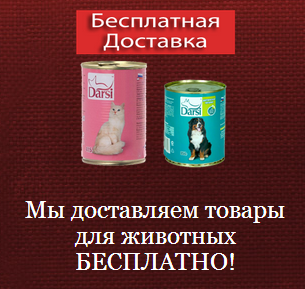 Бесплатная
Доставка
Darsi
Darsi
Мы доставляем товары
для животных
БЕСПЛАТНО!